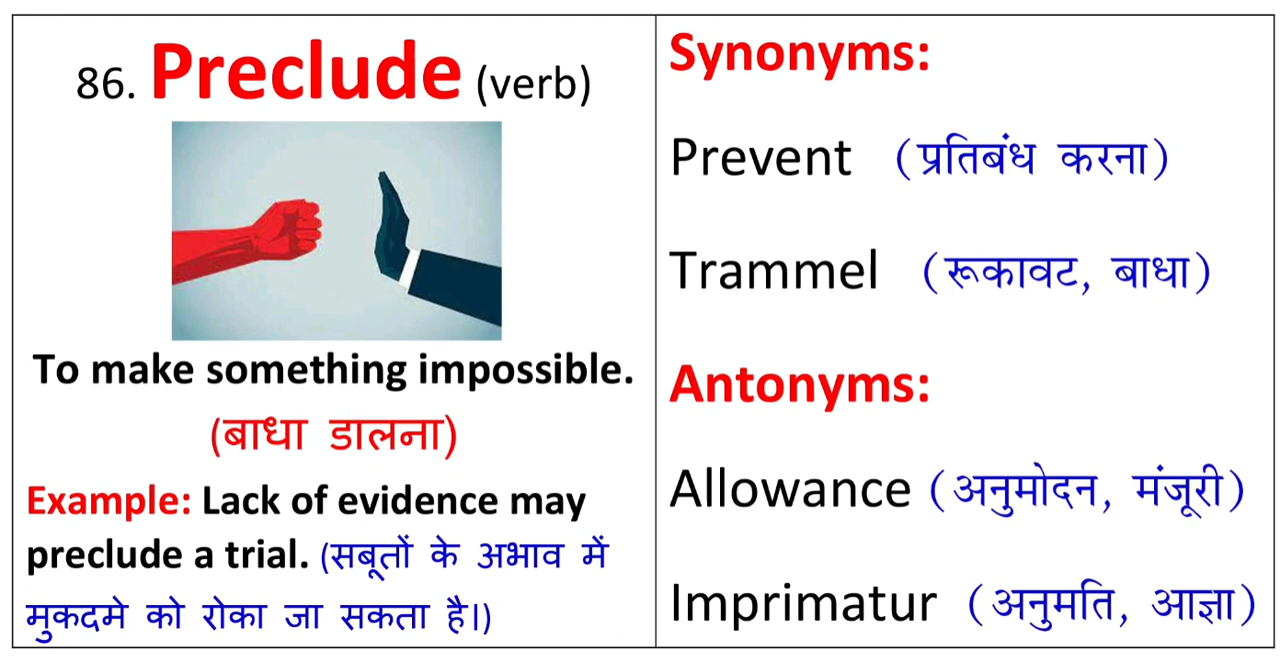 86. Preclude (verb)
To make something impossible.
(बाधा डालना)
Example: Lack of evidence may
preclude a trial. (सबूतों के अभाव में
मुकदमे को रोका जा सकता है।)
Synonyms:
Prevent (प्रतिबंध करना)
Trammel (रूकावट, बाधा)
Antonyms:
Allowance (अनुमोदन, मंजूरी)
Imprimatur (अनुमति, आज्ञा)